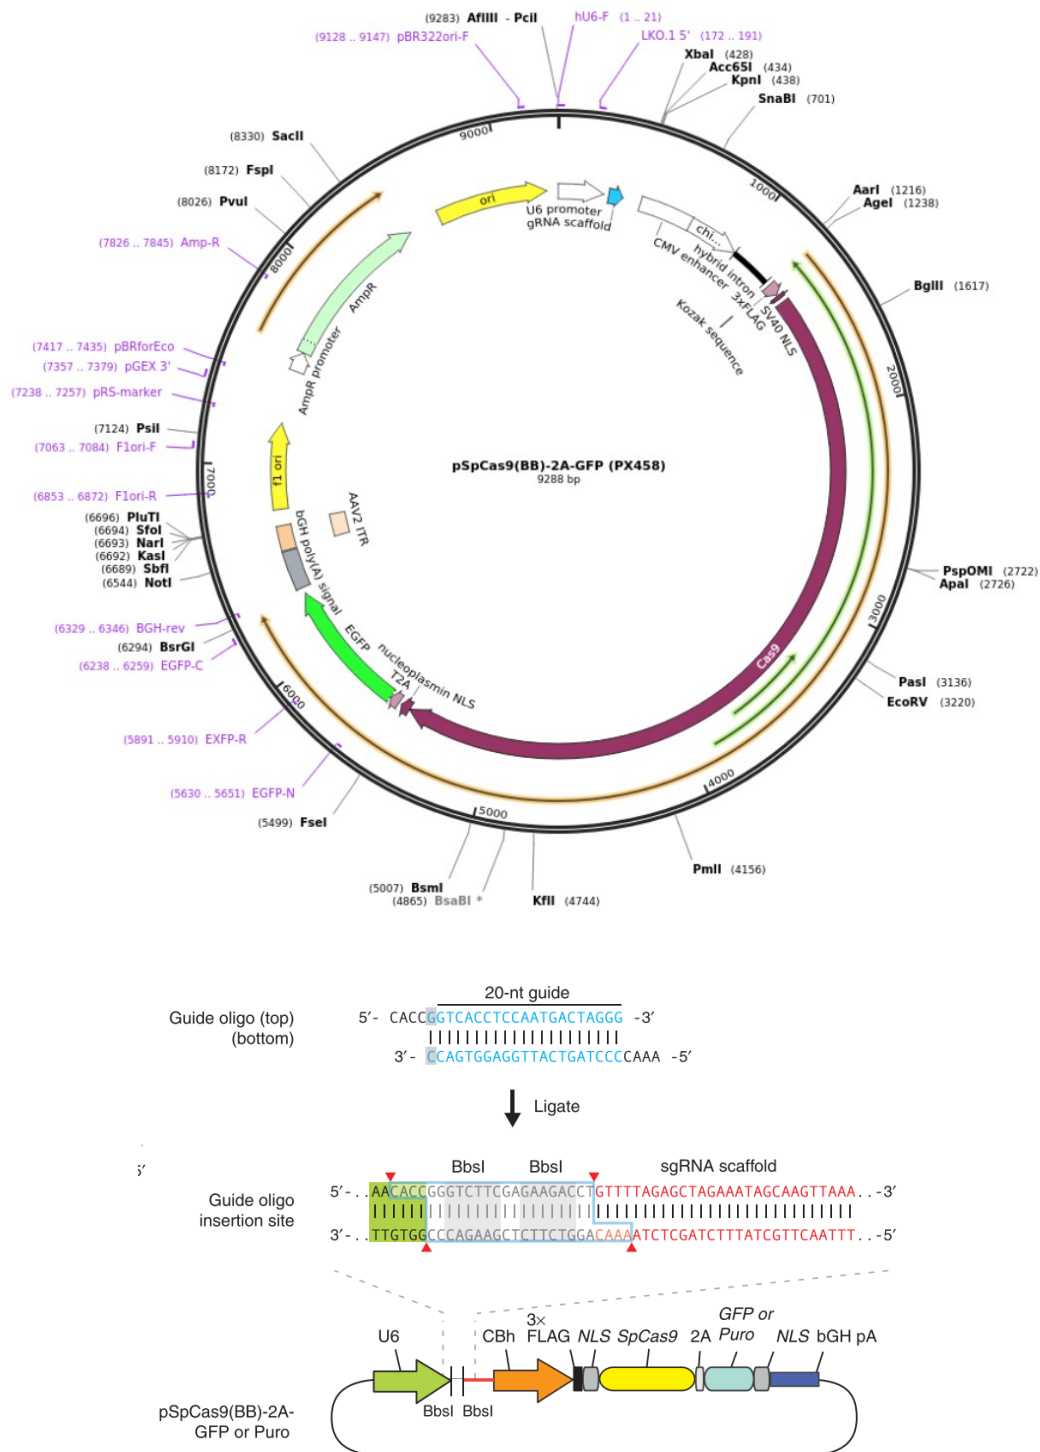 (9283) AflIII - PciI
hU6-F (1 .. 21)
(9128 .. 9147) pBR322ori-F
LKO.1 5' (172 .. 191)
XbaI (428)
Acc65I (434)
KpnI (438)
SnaBI (701)
(8330) SacII
(8172) FspI
(8026) PvuI
AarI (1216)
AgeI (1238)
(7826 .. 7845) Amp-R
BglII (1617)
(7417 .. 7435) pBRforEco
(7357 .. 7379) pGEX 3'
(7238 .. 7257) pRS-marker
(7124) PsiI
(7063 .. 7084) F1ori-F
(6853 .. 6872) F1ori-R
(6696) PluTI
(6694) SfoI
(6693) NarI
(6692) KasI
(6689) SbfI
(6544) NotI
(6329 .. 6346) BGH-rev
(6294) BsrGI
(6238 .. 6259) EGFP-C
(5891 .. 5910) EXFP-R
(5630 .. 5651) EGFP-N
(5499) FseI
(5007) BsmI
(4865) BsaBI *
KflI (4744)
PmlI (4156)
PspOMI (2722)
ApaI (2726)
PasI (3136)
EcoRV (3220)
1000
2000
3000
4000
5000
6000
7000
8000
9000
ori
U6 promoter
gRNA scaffold
chi...
hybrid intron
CMV enhancer
3xFLAG
SV40 NLS
Kozak sequence
Cas9
nucleoplasmin NLS
T2A
EGFP
bGH poly(A) signal
AAV2 ITR
f1 ori
AmpR promoter
AmpR
pSpCas9(BB)-2A-GFP (PX458)
9288 bp
20-nt guide
Guide oligo (top)
5′- CACCGGTCACCTCCAATGACTAGGG -3′
(bottom)
3′- CCAGTGGAGGTTACTGATCCCCAAA -5′
Ligate
5′
BbsI BbsI sgRNA scaffold
5′-..AACACCGGGTCTTCGAGAAGACCTGTTTTAGAGCTAGAAATAGCAAGTTAAA..-3′
Guide oligo
insertion site
3′-..TTGTGGCCCAGAAGCTCTTCTGGACAAAATCTCGATCTTTATCGTTCAATTT..-5′
U6 CBh 3× FLAG NLS SpCas9 2A GFP or Puro NLS bGH pA
BbsI BbsI
pSpCas9(BB)-2A-
GFP or Puro